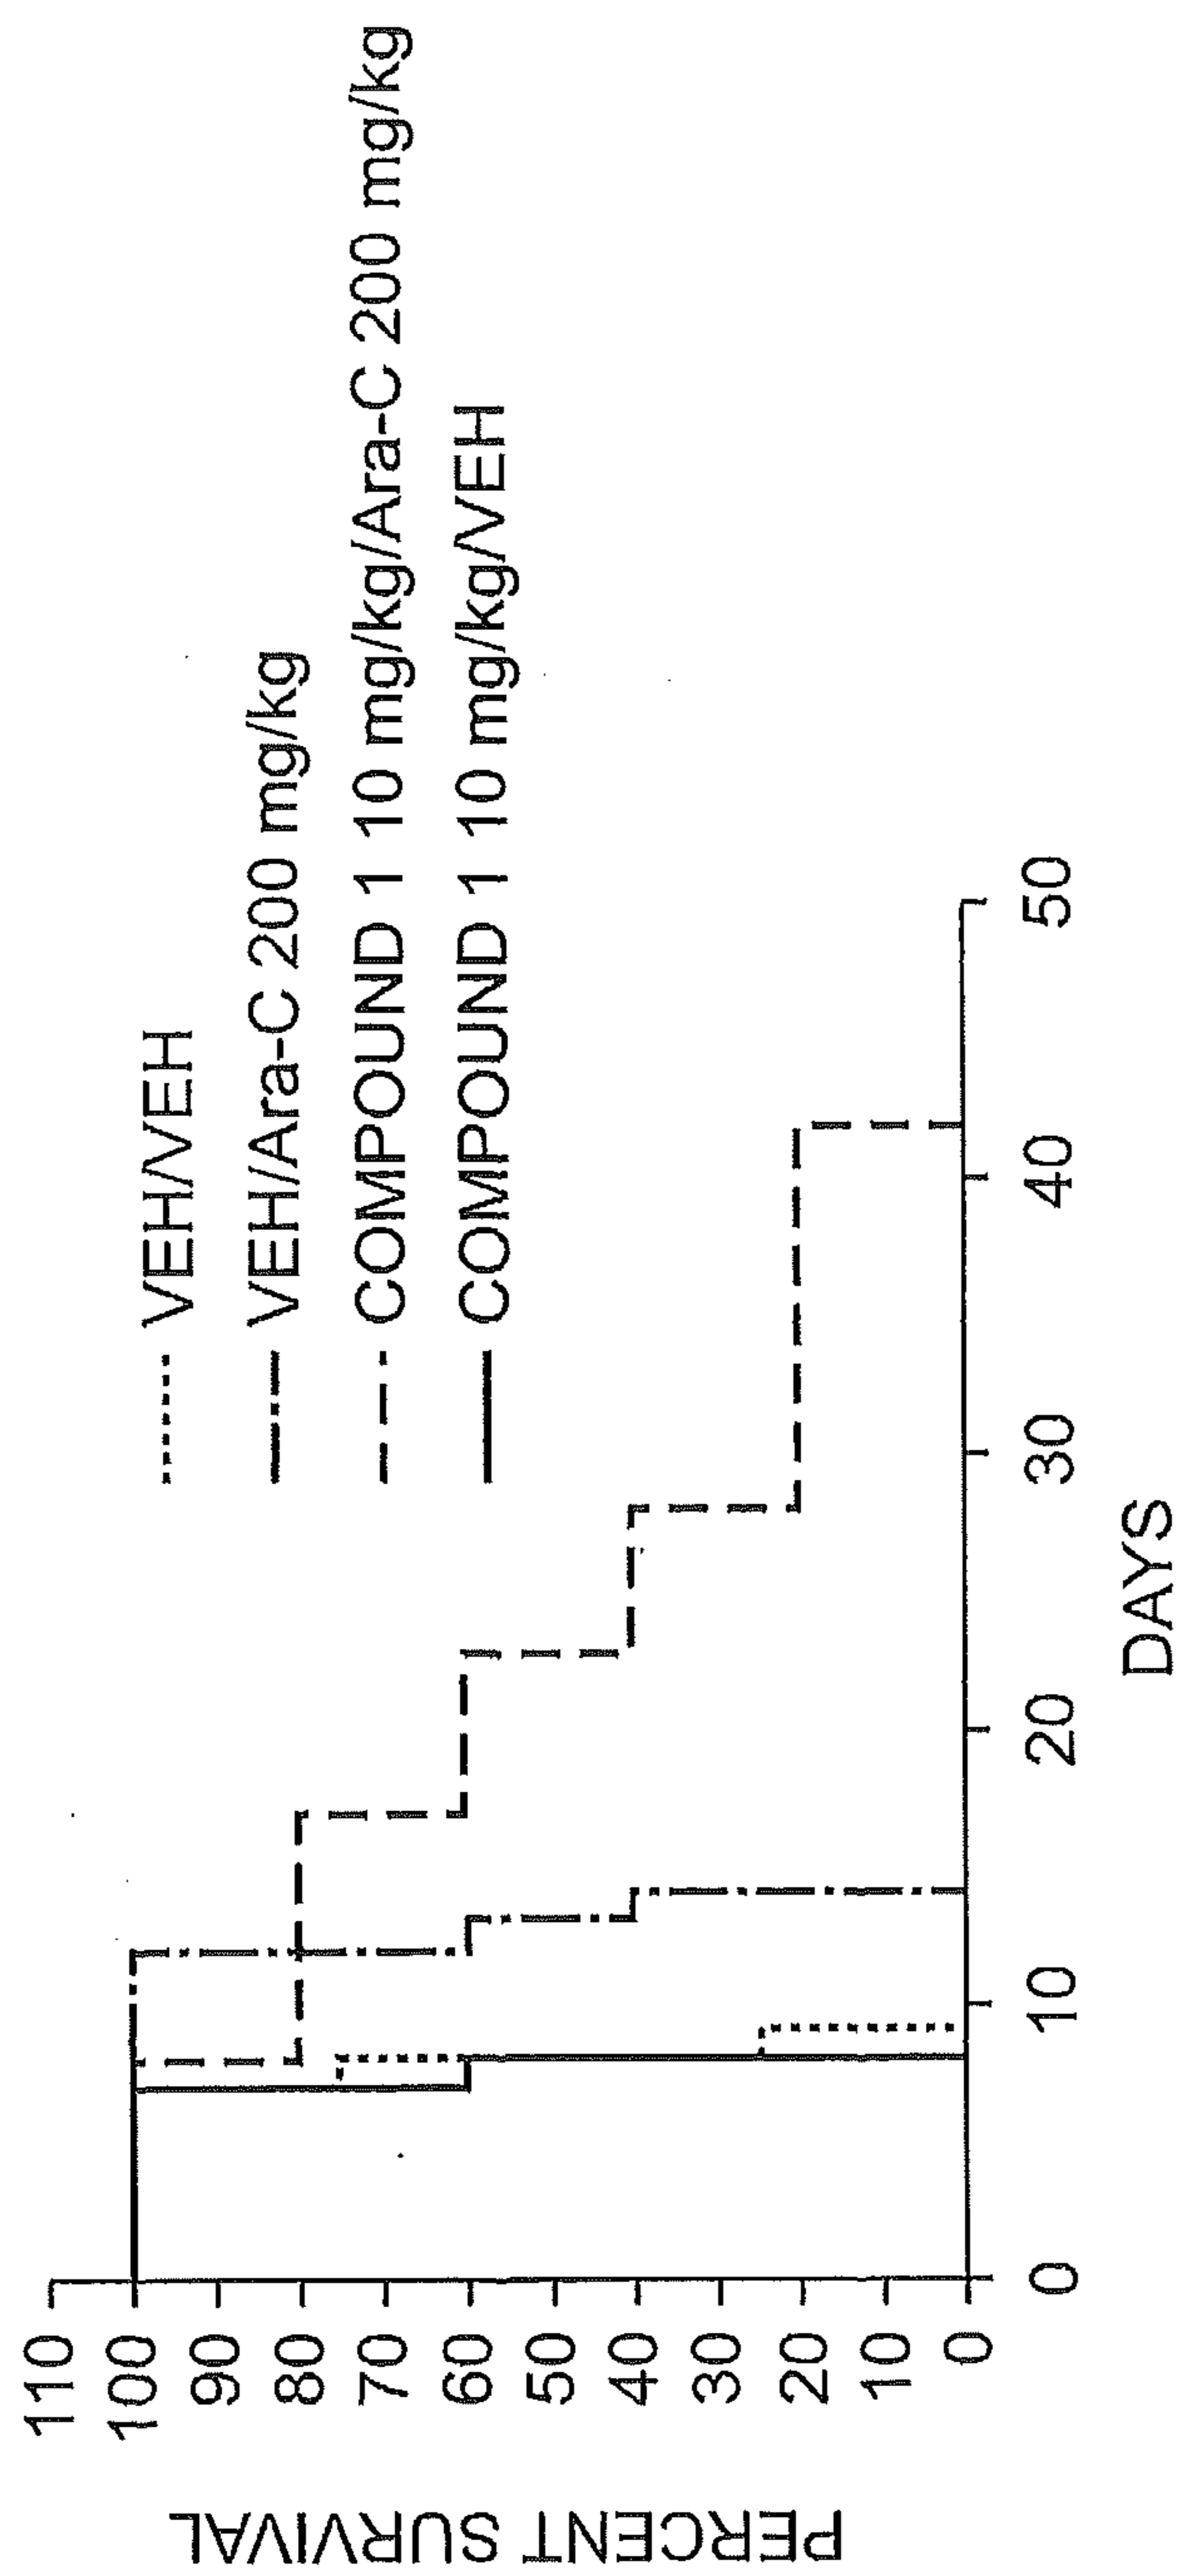 VEH/VEH
VEH/Ara-C 200 mg/kg
COMPOUND 1 10 mg/kg/Ara-C 200 mg/kg
COMPOUND 1 10 mg/kg/VEH
PERCENT SURVIVAL
110
100
90
80
70
60
50
40
30
20
10
0
0 10 20 30 40 50
DAYS